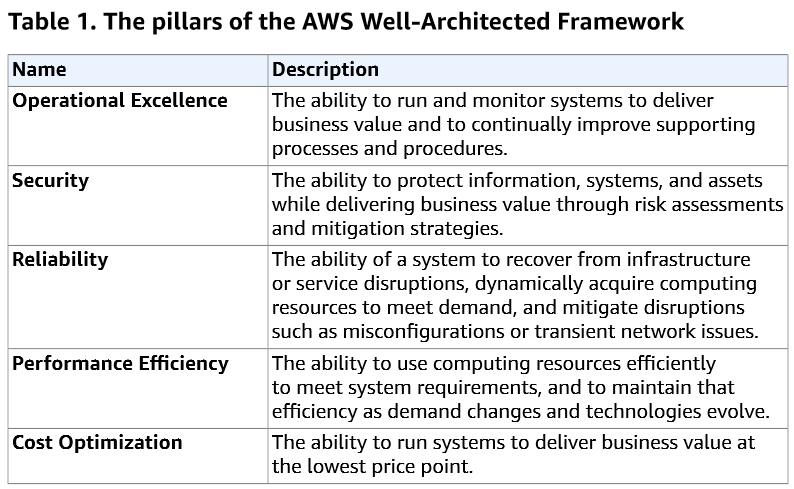 Table 1. The pillars of the AWS Well-Architected Framework
Name Description
Operational Excellence The ability to run and monitor systems to deliver
business value and to continually improve supporting
processes and procedures.
Security The ability to protect information, systems, and assets
while delivering business value through risk assessments
and mitigation strategies.
Reliability The ability of a system to recover from infrastructure
or service disruptions, dynamically acquire computing
resources to meet demand, and mitigate disruptions
such as misconfigurations or transient network issues.
Performance Efficiency The ability to use computing resources efficiently
to meet system requirements, and to maintain that
efficiency as demand changes and technologies evolve.
Cost Optimization The ability to run systems to deliver business value at
the lowest price point.